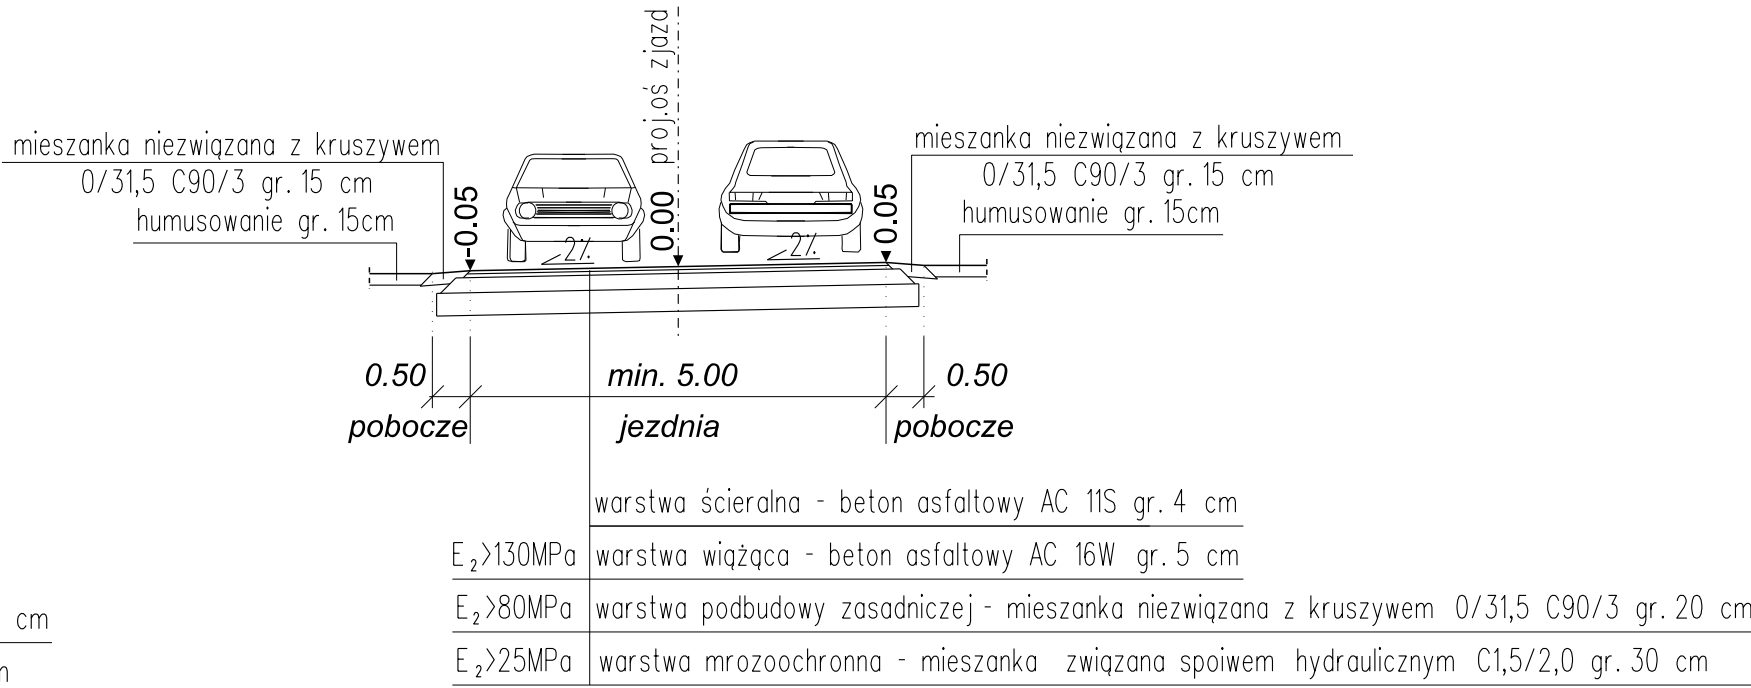 proj.oś zjazd
mieszanka niezwiązana z kruszywem
0/31,5 C90/3 gr. 15 cm
humusowanie gr. 15cm
mieszanka niezwiązana z kruszywem
0/31,5 C90/3 gr. 15 cm
humusowanie gr. 15cm
-0.05
0.00
0.05
2%
2%
0.50
min. 5.00
0.50
pobocze
jezdnia
pobocze
warstwa ścieralna - beton asfaltowy AC 11S gr. 4 cm
E₂>130MPa warstwa wiążąca - beton asfaltowy AC 16W gr. 5 cm
E₂>80MPa warstwa podbudowy zasadniczej - mieszanka niezwiązana z kruszywem 0/31,5 C90/3 gr. 20 cm
E₂>25MPa warstwa mrozoochronna - mieszanka związana spoiwem hydraulicznym C1,5/2,0 gr. 30 cm
cm